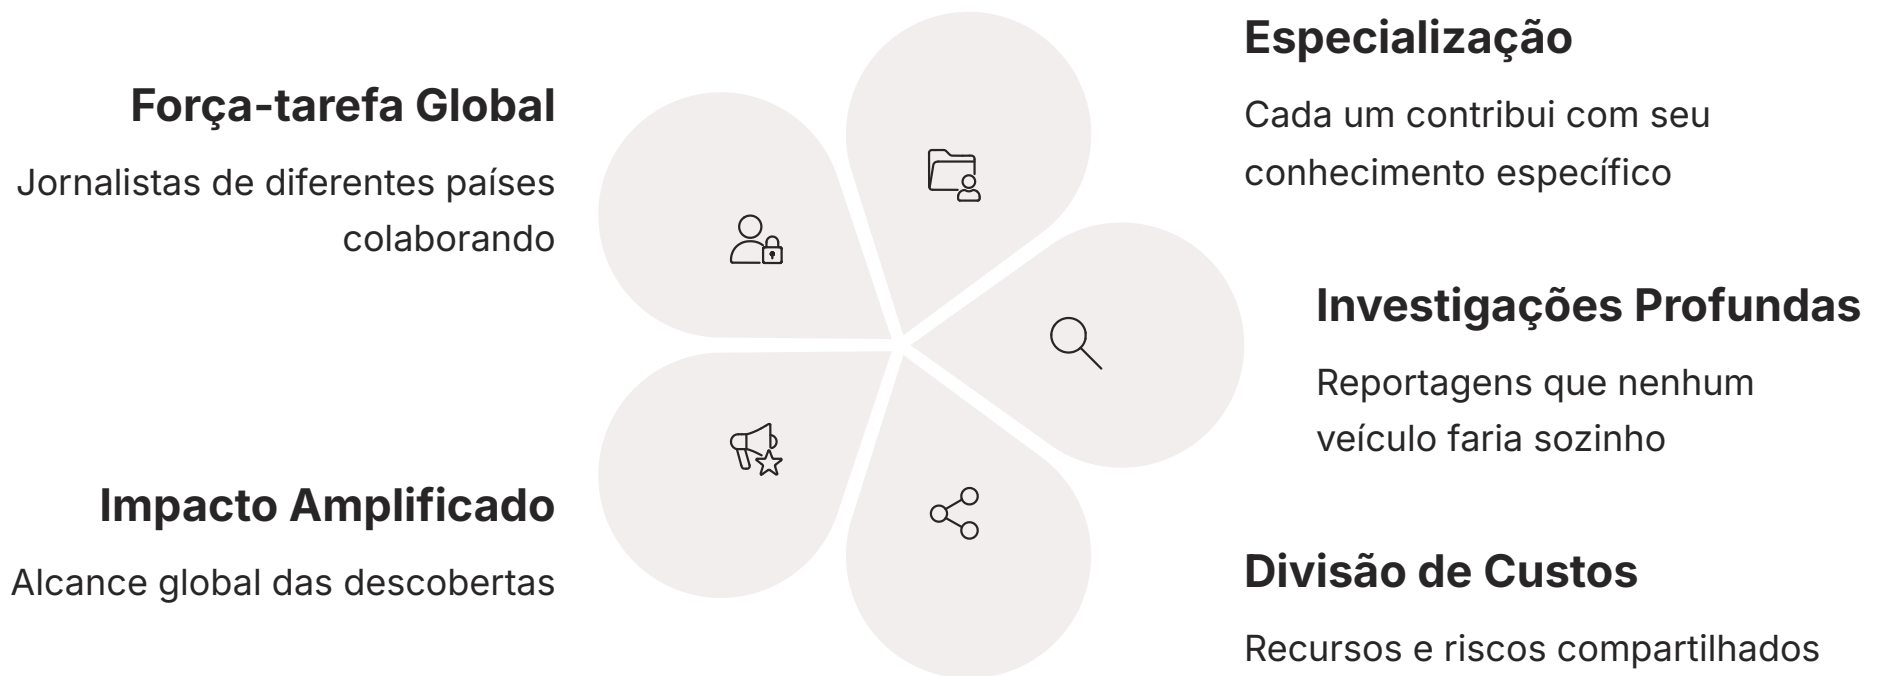 Força-tarefa Global
Jornalistas de diferentes países
colaborando
Especialização
Cada um contribui com seu
conhecimento específico
Investigações Profundas
Reportagens que nenhum
veículo faria sozinho
Divisão de Custos
Recursos e riscos compartilhados
Impacto Amplificado
Alcance global das descobertas